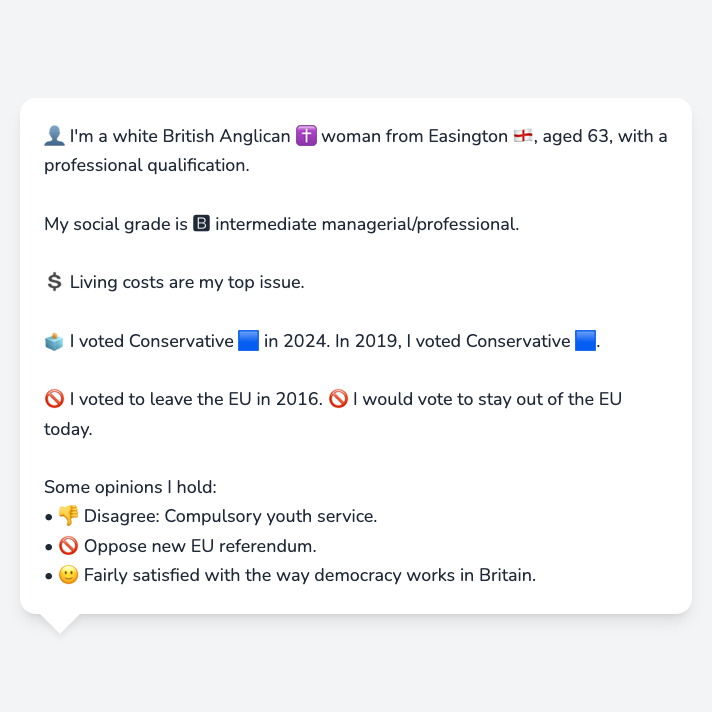 👤 I'm a white British Anglican ✝️ woman from Easington 🏴󠁧󠁢󠁥󠁮󠁧󠁿, aged 63, with a
professional qualification.
My social grade is 🅱 intermediate managerial/professional.
💲 Living costs are my top issue.
🗳️ I voted Conservative 🟦 in 2024. In 2019, I voted Conservative 🟦.
🚫 I voted to leave the EU in 2016. 🚫 I would vote to stay out of the EU
today.
Some opinions I hold:
• 👎 Disagree: Compulsory youth service.
• 🚫 Oppose new EU referendum.
• 🙂 Fairly satisfied with the way democracy works in Britain.